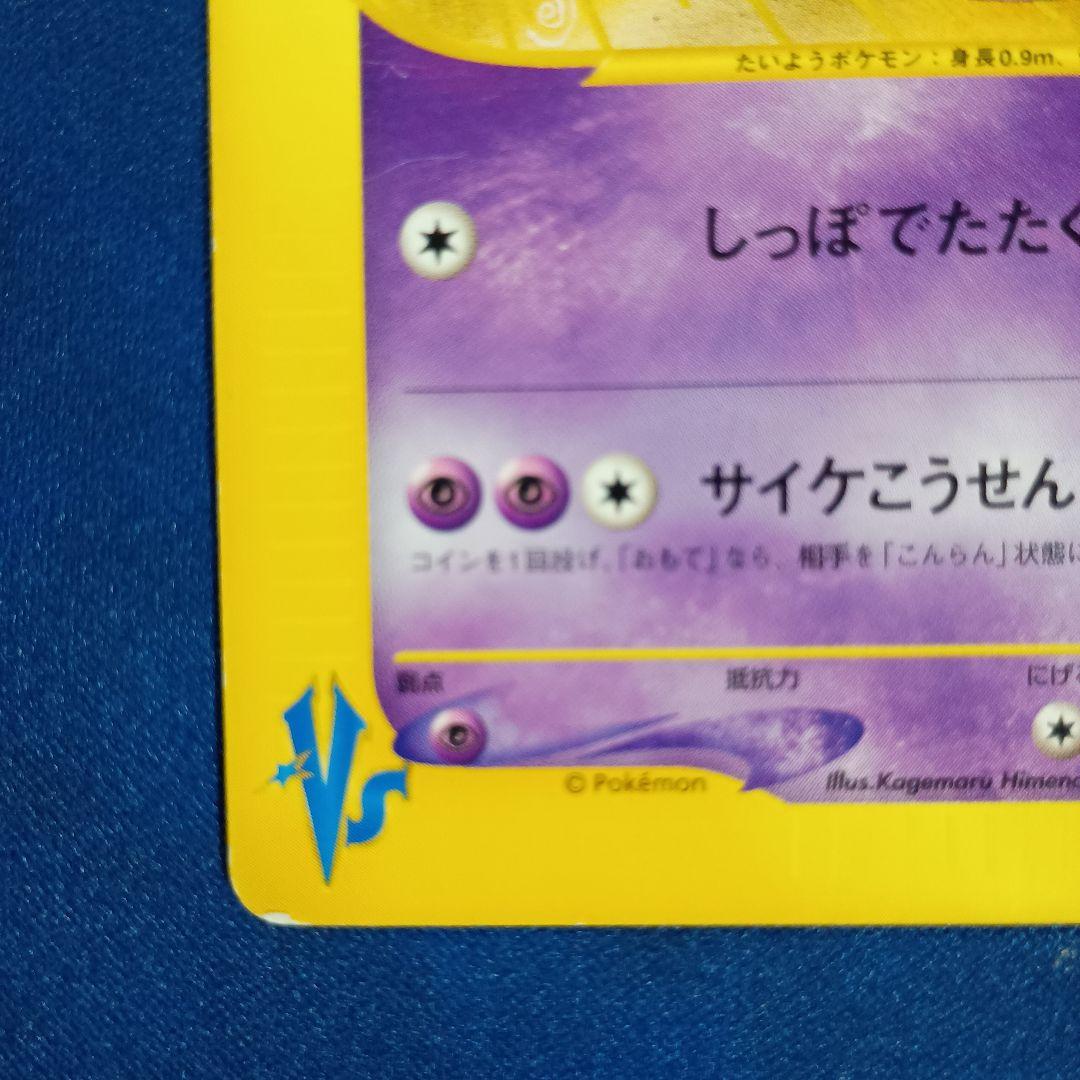 たいようポケモン：身長0.9m、
しっぽでたたく
サイケこうせん
コインを1回投げ、「おもて」なら、相手を「こんらん」状態に
弱点 抵抗力 にげる
© Pokémon Illus.Kagemaru Himeno
VS